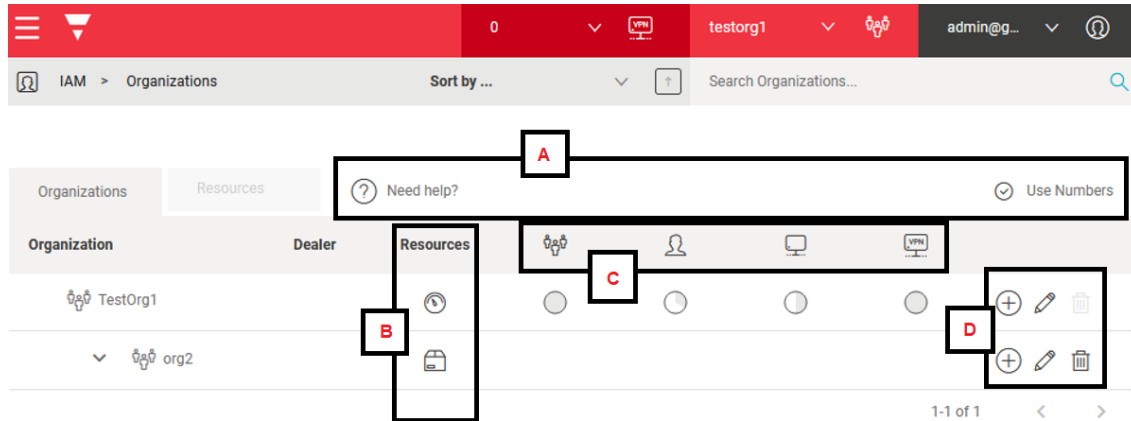 0
VPN
testorg1
admin@g...
IAM > Organizations
Sort by ...
Search Organizations...
A
Organizations
Resources
Need help?
Use Numbers
Organization
Dealer
Resources
VPN
C
TestOrg1
B
D
org2
1-1 of 1